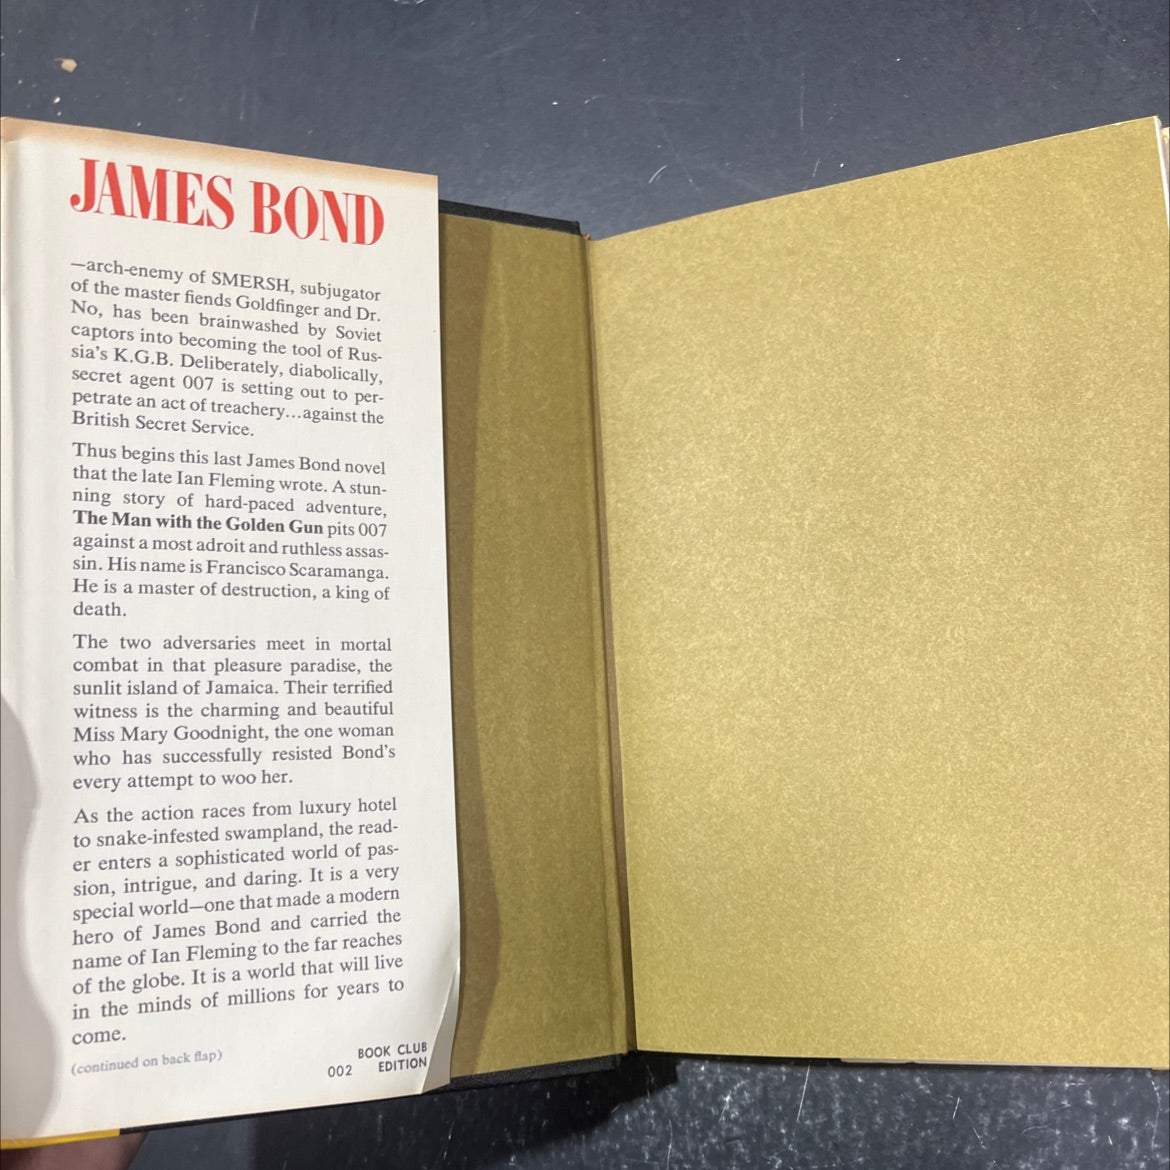 JAMES BOND
—arch-enemy of SMERSH, subjugator
of the master fiends Goldfinger and Dr.
No, has been brainwashed by Soviet
captors into becoming the tool of Rus-
sia's K.G.B. Deliberately, diabolically,
secret agent 007 is setting out to per-
petrate an act of treachery...against the
British Secret Service.
Thus begins this last James Bond novel
that the late Ian Fleming wrote. A stun-
ning story of hard-paced adventure,
The Man with the Golden Gun pits 007
against a most adroit and ruthless assas-
sin. His name is Francisco Scaramanga.
He is a master of destruction, a king of
death.
The two adversaries meet in mortal
combat in that pleasure paradise, the
sunlit island of Jamaica. Their terrified
witness is the charming and beautiful
Miss Mary Goodnight, the one woman
who has successfully resisted Bond's
every attempt to woo her.
As the action races from luxury hotel
to snake-infested swampland, the read-
er enters a sophisticated world of pas-
sion, intrigue, and daring. It is a very
special world—one that made a modern
hero of James Bond and carried the
name of Ian Fleming to the far reaches
of the globe. It is a world that will live
in the minds of millions for years to
come.
(continued on back flap)
BOOK CLUB
002 EDITION